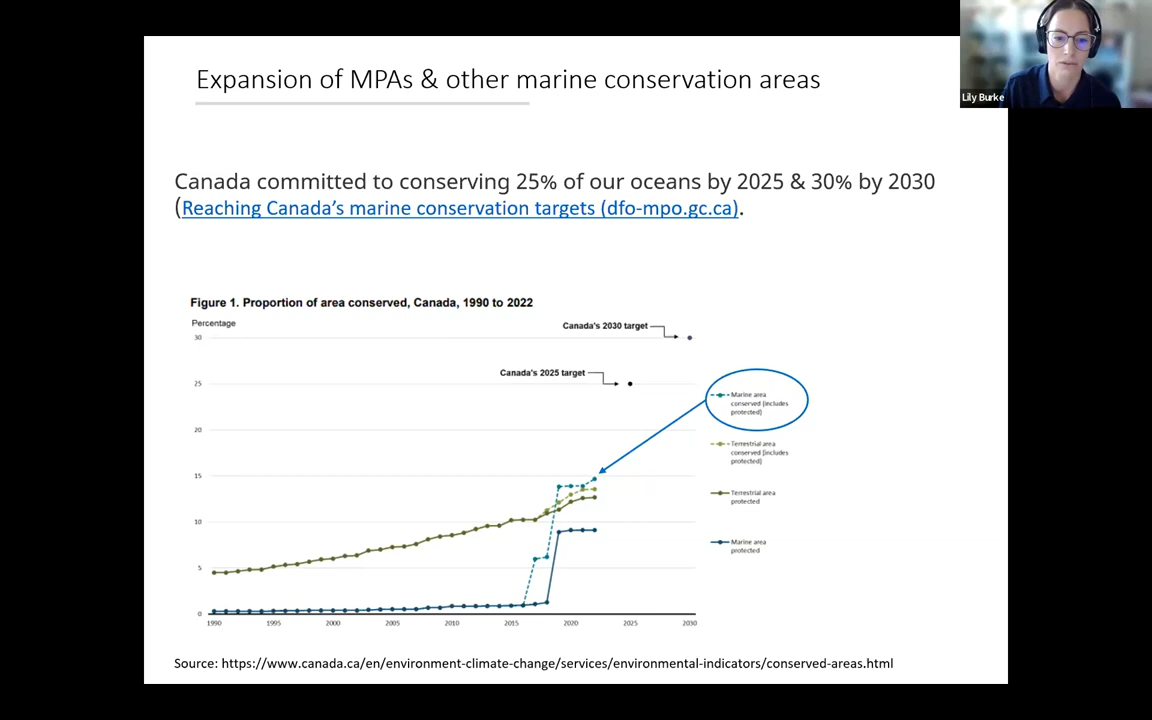 Expansion of MPAs & other marine conservation areas
Lily Burke
Canada committed to conserving 25% of our oceans by 2025 & 30% by 2030
(Reaching Canada's marine conservation targets (dfo-mpo.gc.ca).
Figure 1. Proportion of area conserved, Canada, 1990 to 2022
Percentage
Canada's 2030 target
30
Canada's 2025 target
25
20
15
10
5
0
1990 1995 2000 2005 2010 2015 2020 2025 2030
Marine area
conserved (includes
protected)
Terrestrial area
conserved (includes
protected)
Terrestrial area
protected
Marine area
protected
Source: https://www.canada.ca/en/environment-climate-change/services/environmental-indicators/conserved-areas.html